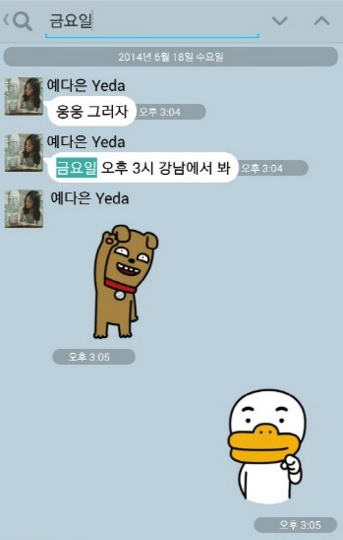 금요일
2014년 6월 18일 수요일
예다은 Yeda
웅웅 그러자 오후 3:04
예다은 Yeda
금요일 오후 3시 강남에서 봐 오후 3:04
예다은 Yeda
오후 3:05
오후 3:05